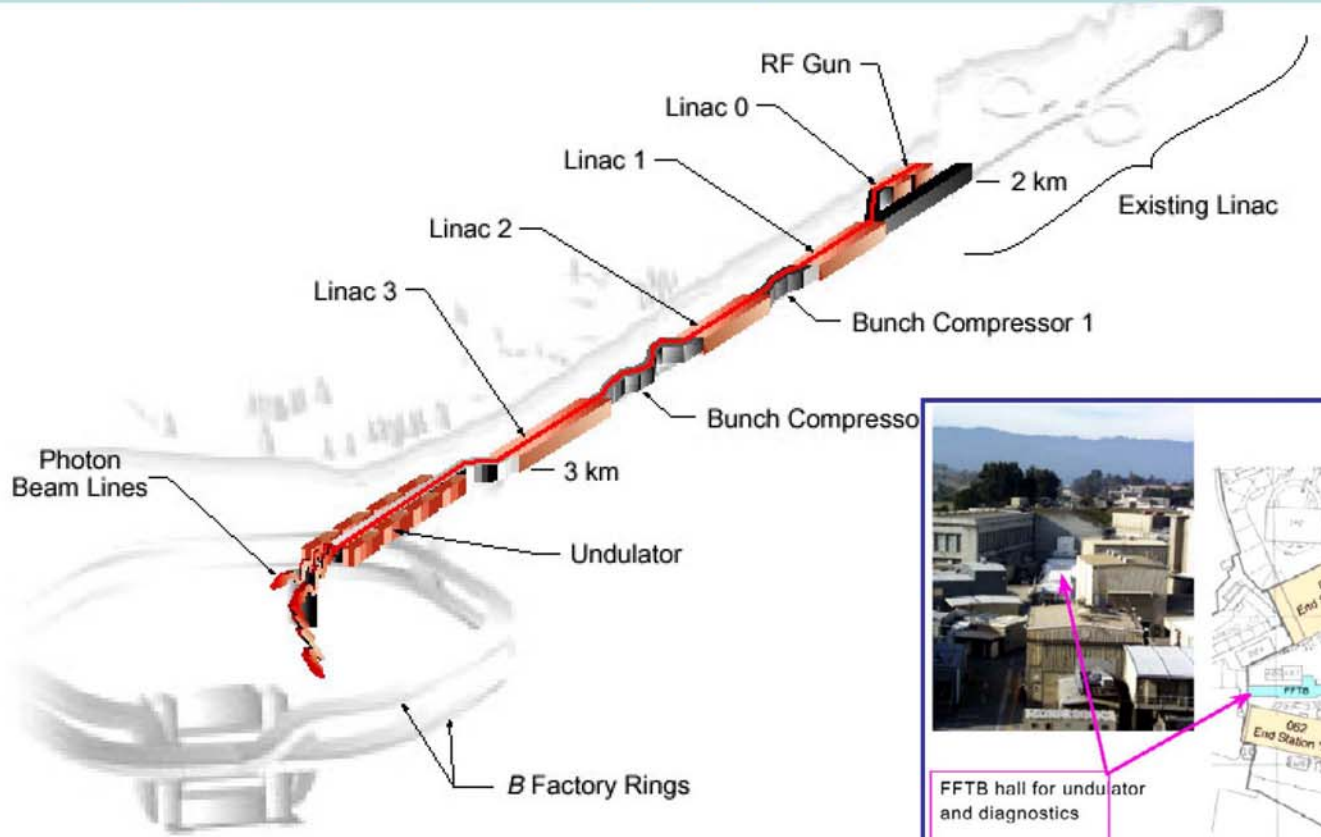 RF Gun
Linac 0
Linac 1
2 km
Existing Linac
Linac 2
Linac 3
Bunch Compressor 1
Bunch Compresso
3 km
Photon
Beam Lines
Undulator
B Factory Rings
FFTB hall for undulator
and diagnostics
End
FFTB
062
End Station